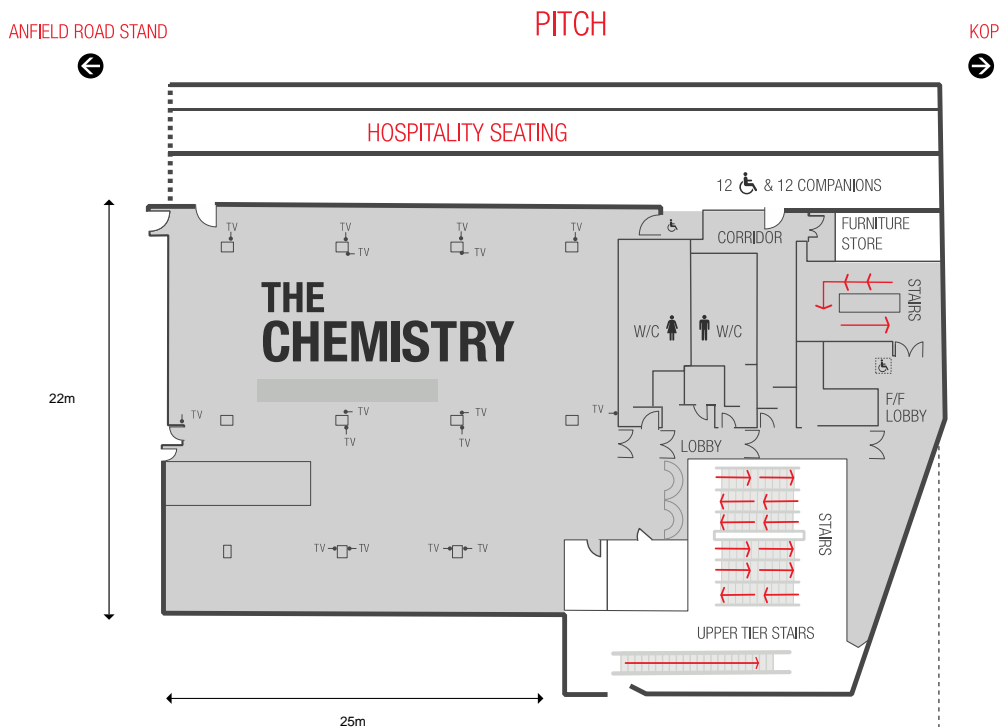 PITCH
ANFIELD ROAD STAND
KOP
HOSPITALITY SEATING
12 & 12 COMPANIONS
FURNITURE
STORE
CORRIDOR
TV
TV
TV
TV
TV
TV
STAIRS
THE
CHEMISTRY
W/C
W/C
22m
F/F
LOBBY
TV
TV
TV
TV
TV
TV
LOBBY
STAIRS
TV
TV
TV
TV
UPPER TIER STAIRS
25m